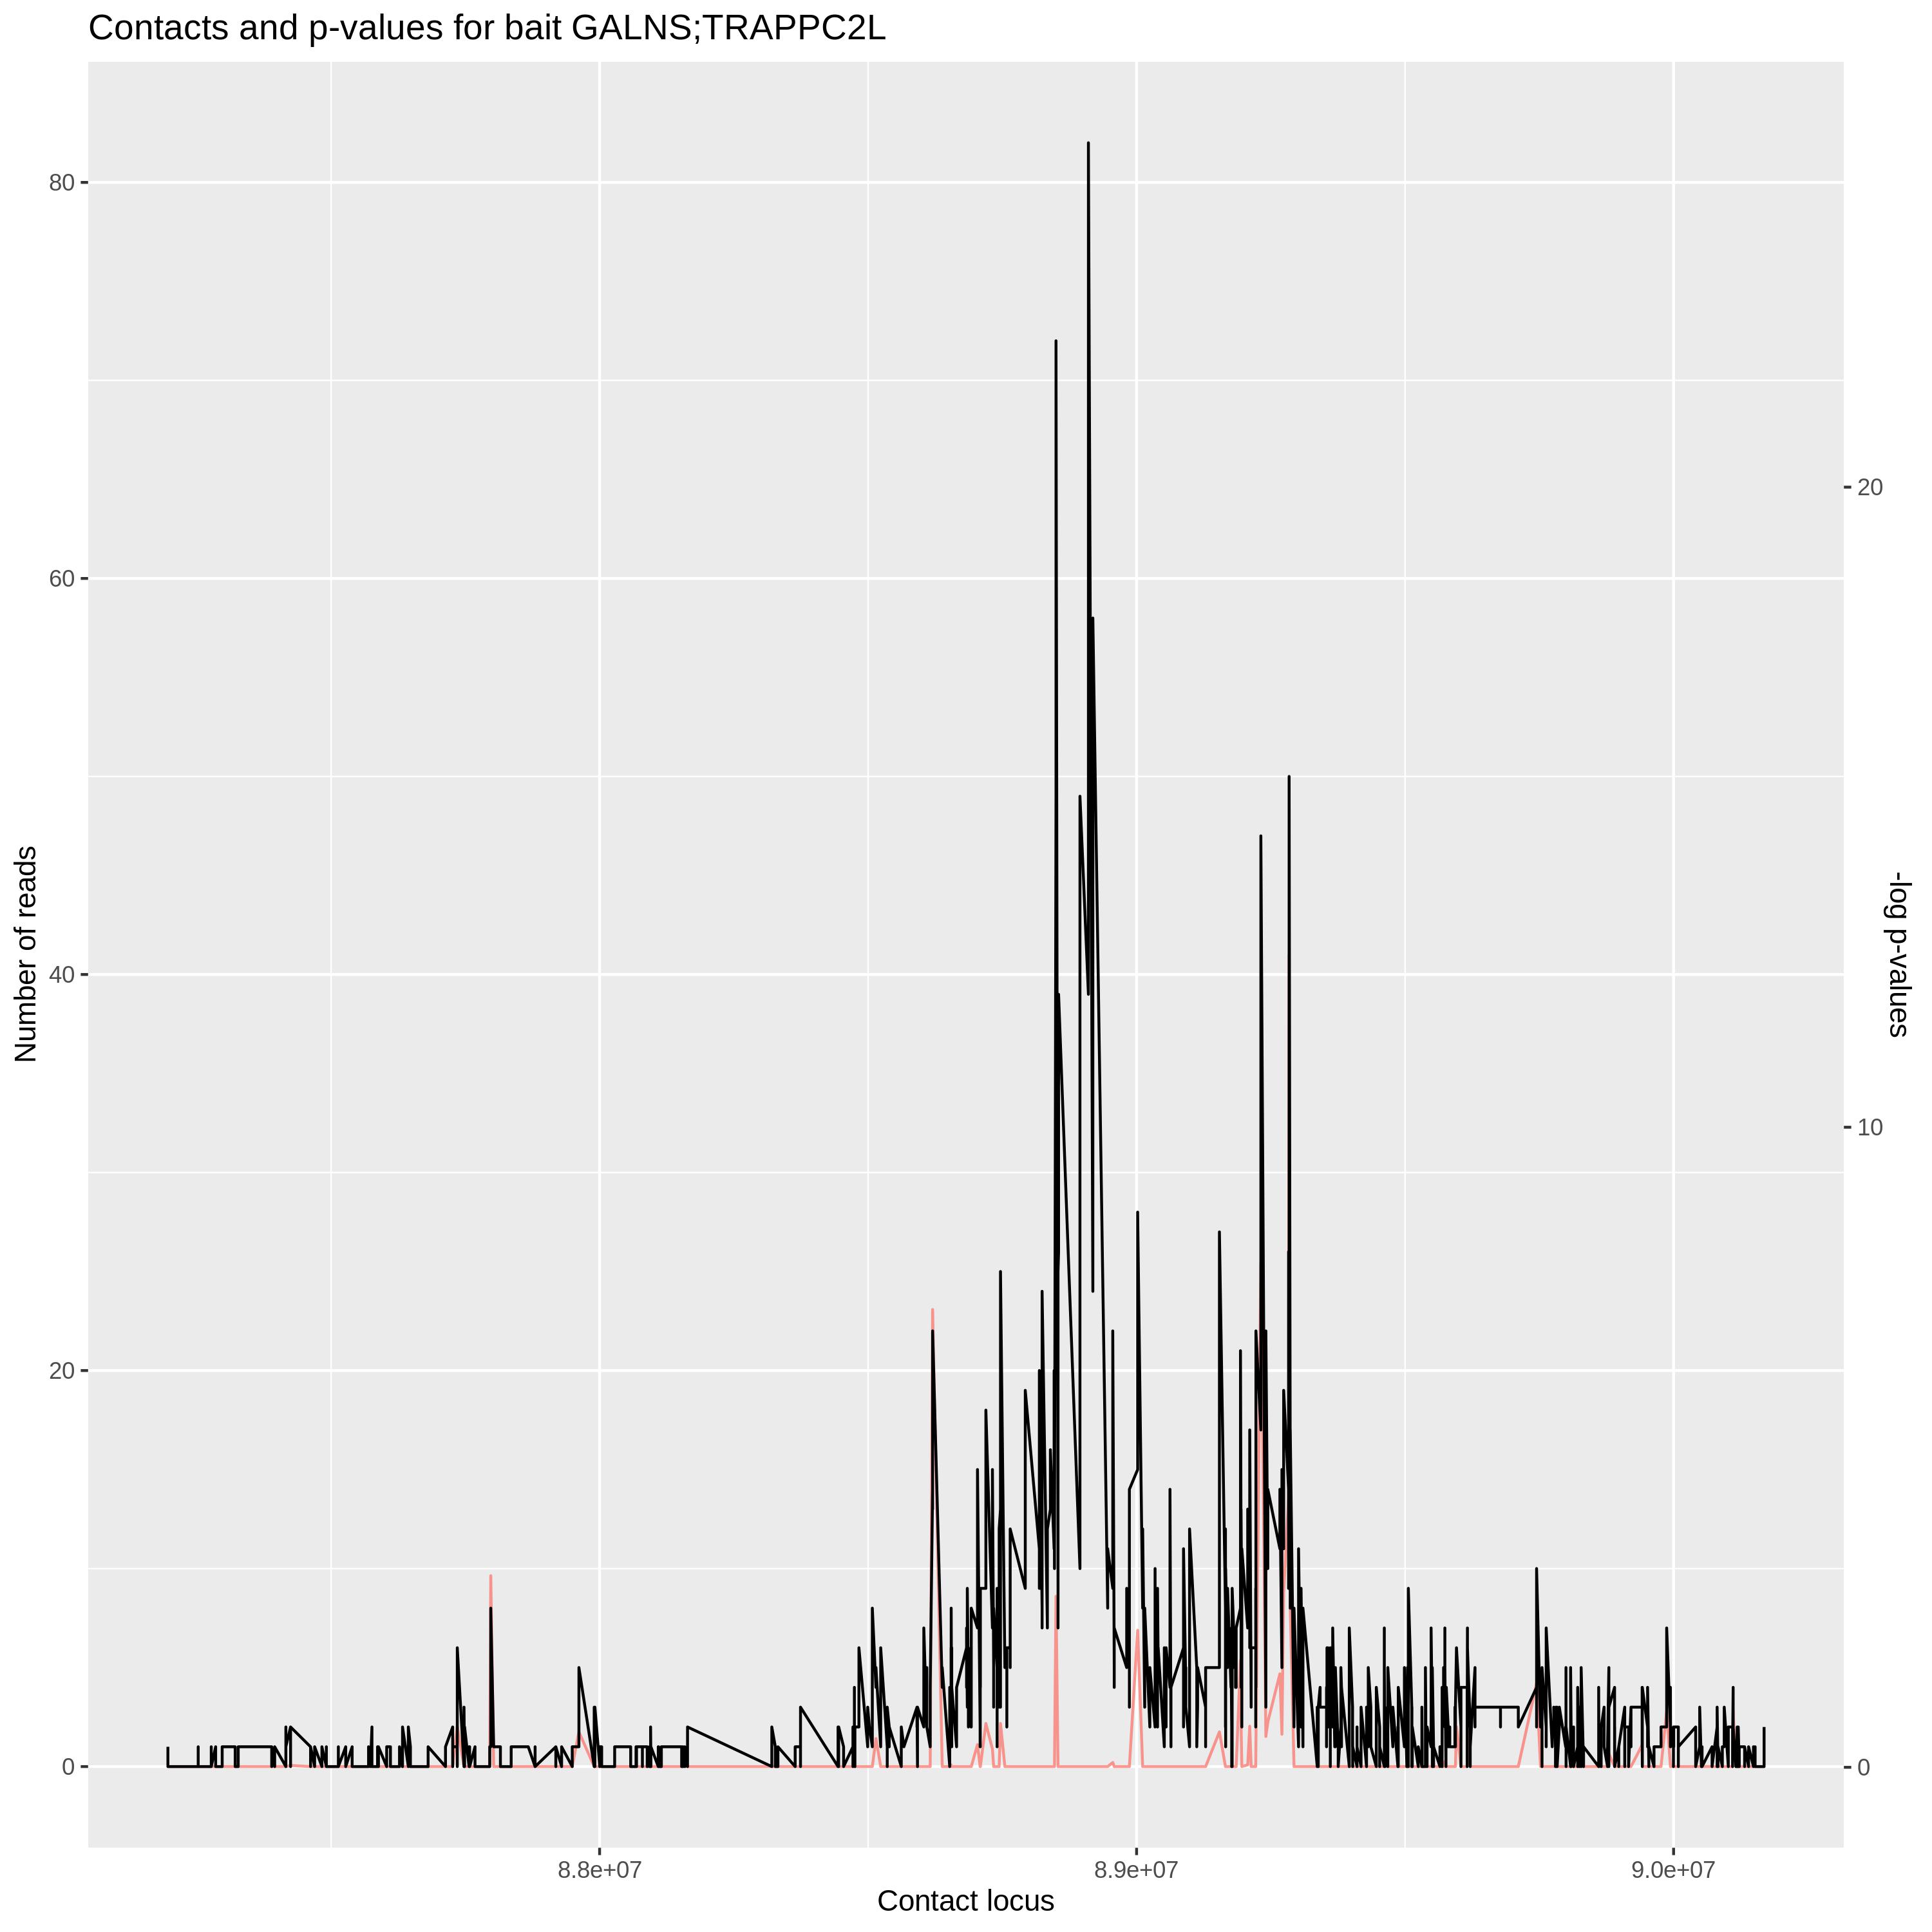 Contacts and p-values for bait GALNS;TRAPPC2L
80
60
40
20
0
Number of reads
20
10
0
-log p-values
8.8e+07
8.9e+07
9.0e+07
Contact locus